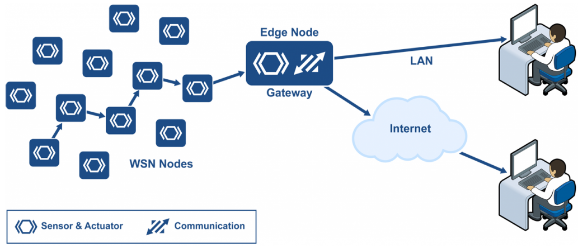 Edge Node
Gateway
LAN
Internet
WSN Nodes
Sensor & Actuator
Communication